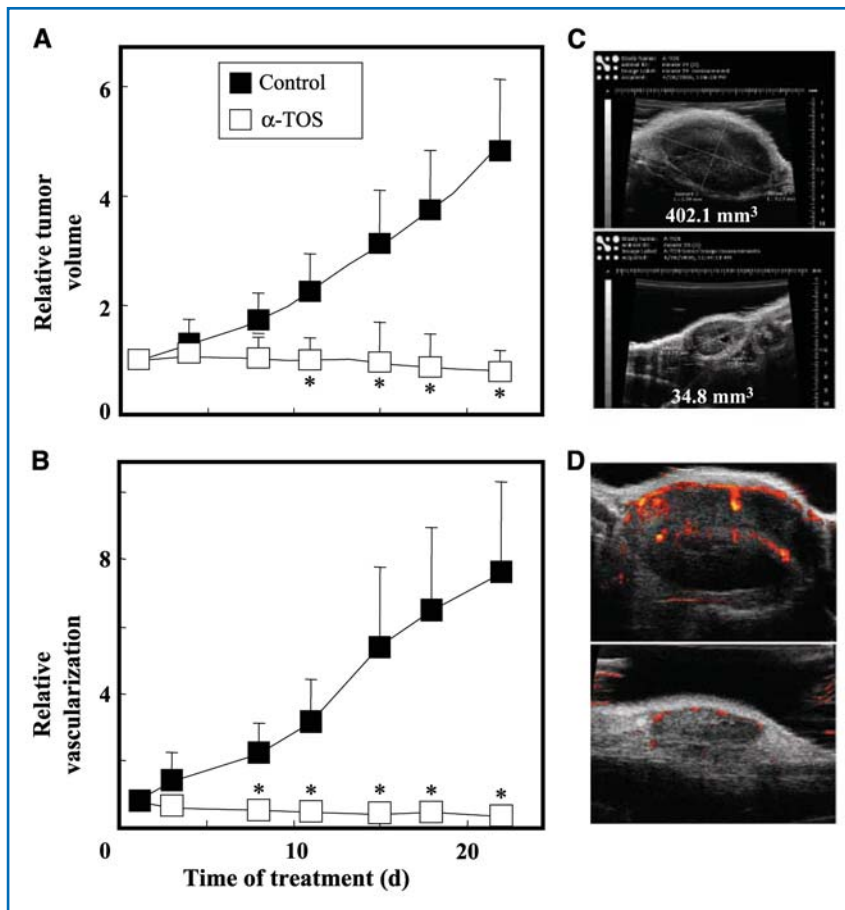 A
Control
α-TOS
Relative tumor
volume
6
4
2
0
*
*
*
*
B
Relative
vascularization
8
4
*
*
*
*
*
0
10
20
Time of treatment (d)
C
402.1 mm³
34.8 mm³
D